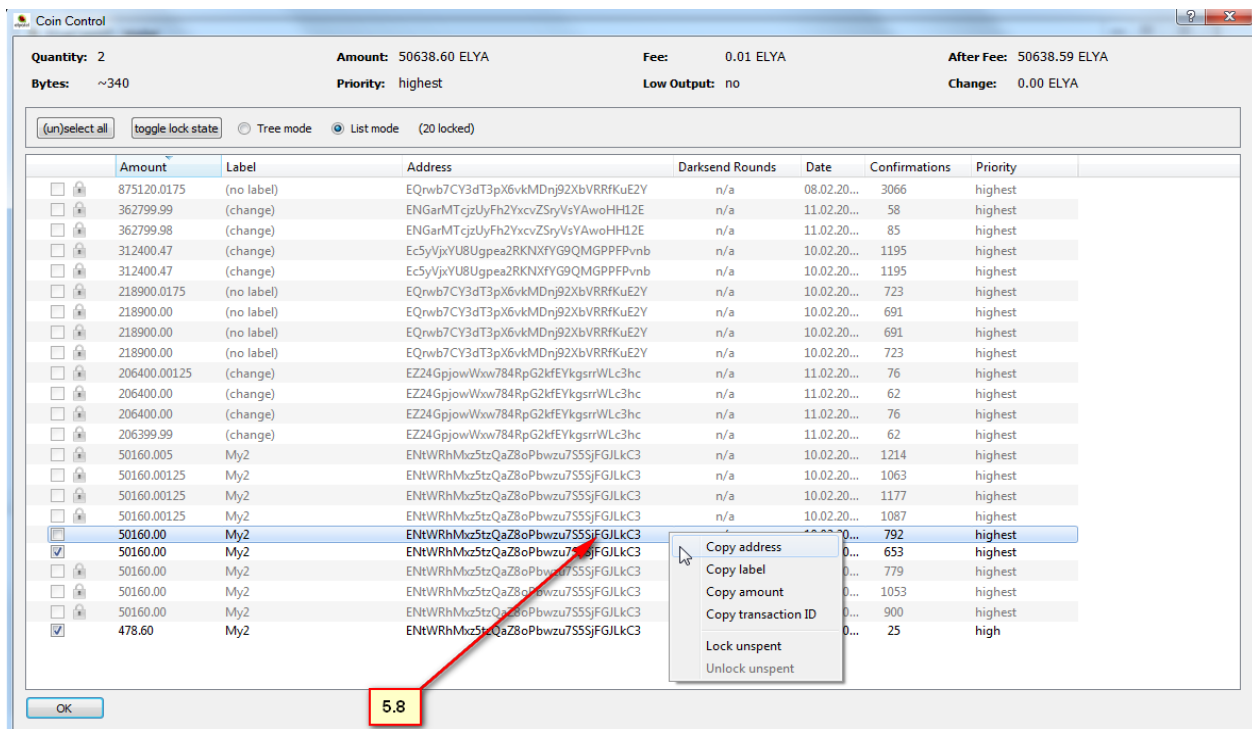 Coin Control
Quantity: 2 Amount: 50638.60 ELYA Fee: 0.01 ELYA After Fee: 50638.59 ELYA
Bytes: ~340 Priority: highest Low Output: no Change: 0.00 ELYA
(un)select all toggle lock state Tree mode List mode (20 locked)
Amount Label Address Darksend Rounds Date Confirmations Priority
875120.0175 (no label) EQrwb7CY3dT3pX6vkMDnj92XbVRRfKuE2Y n/a 08.02.20... 3066 highest
362799.99 (change) ENGarMTcjzUyFh2YxcvZSryVsYAwoHH12E n/a 11.02.20... 58 highest
362799.98 (change) ENGarMTcjzUyFh2YxcvZSryVsYAwoHH12E n/a 11.02.20... 85 highest
312400.47 (change) Ec5yVjxYU8Ugpea2RKNXfYG9QMGPPFPvnb n/a 10.02.20... 1195 highest
312400.47 (change) Ec5yVjxYU8Ugpea2RKNXfYG9QMGPPFPvnb n/a 10.02.20... 1195 highest
218900.0175 (no label) EQrwb7CY3dT3pX6vkMDnj92XbVRRfKuE2Y n/a 10.02.20... 723 highest
218900.00 (no label) EQrwb7CY3dT3pX6vkMDnj92XbVRRfKuE2Y n/a 10.02.20... 691 highest
218900.00 (no label) EQrwb7CY3dT3pX6vkMDnj92XbVRRfKuE2Y n/a 10.02.20... 691 highest
218900.00 (no label) EQrwb7CY3dT3pX6vkMDnj92XbVRRfKuE2Y n/a 10.02.20... 723 highest
206400.00125 (change) EZ24GpjowWxw784RpG2kfEYkgsrrWLc3hc n/a 11.02.20... 76 highest
206400.00 (change) EZ24GpjowWxw784RpG2kfEYkgsrrWLc3hc n/a 11.02.20... 62 highest
206400.00 (change) EZ24GpjowWxw784RpG2kfEYkgsrrWLc3hc n/a 11.02.20... 76 highest
206399.99 (change) EZ24GpjowWxw784RpG2kfEYkgsrrWLc3hc n/a 11.02.20... 62 highest
50160.005 My2 ENtWRhMxz5tzQaZ8oPbwzu7S5SjFGJLkC3 n/a 10.02.20... 1214 highest
50160.00125 My2 ENtWRhMxz5tzQaZ8oPbwzu7S5SjFGJLkC3 n/a 10.02.20... 1063 highest
50160.00125 My2 ENtWRhMxz5tzQaZ8oPbwzu7S5SjFGJLkC3 n/a 10.02.20... 1177 highest
50160.00125 My2 ENtWRhMxz5tzQaZ8oPbwzu7S5SjFGJLkC3 n/a 10.02.20... 1087 highest
50160.00 My2 ENtWRhMxz5tzQaZ8oPbwzu7S5SjFGJLkC3 792 highest
50160.00 My2 ENtWRhMxz5tzQaZ8oPbwzu7S5SjFGJLkC3 653 highest
50160.00 My2 ENtWRhMxz5tzQaZ8oPbwzu7S5SjFGJLkC3 779 highest
50160.00 My2 ENtWRhMxz5tzQaZ8oPbwzu7S5SjFGJLkC3 1053 highest
50160.00 My2 ENtWRhMxz5tzQaZ8oPbwzu7S5SjFGJLkC3 900 highest
478.60 My2 ENtWRhMxz5tzQaZ8oPbwzu7S5SjFGJLkC3 25 high
Copy address
Copy label
Copy amount
Copy transaction ID
Lock unspent
Unlock unspent
OK
5.8